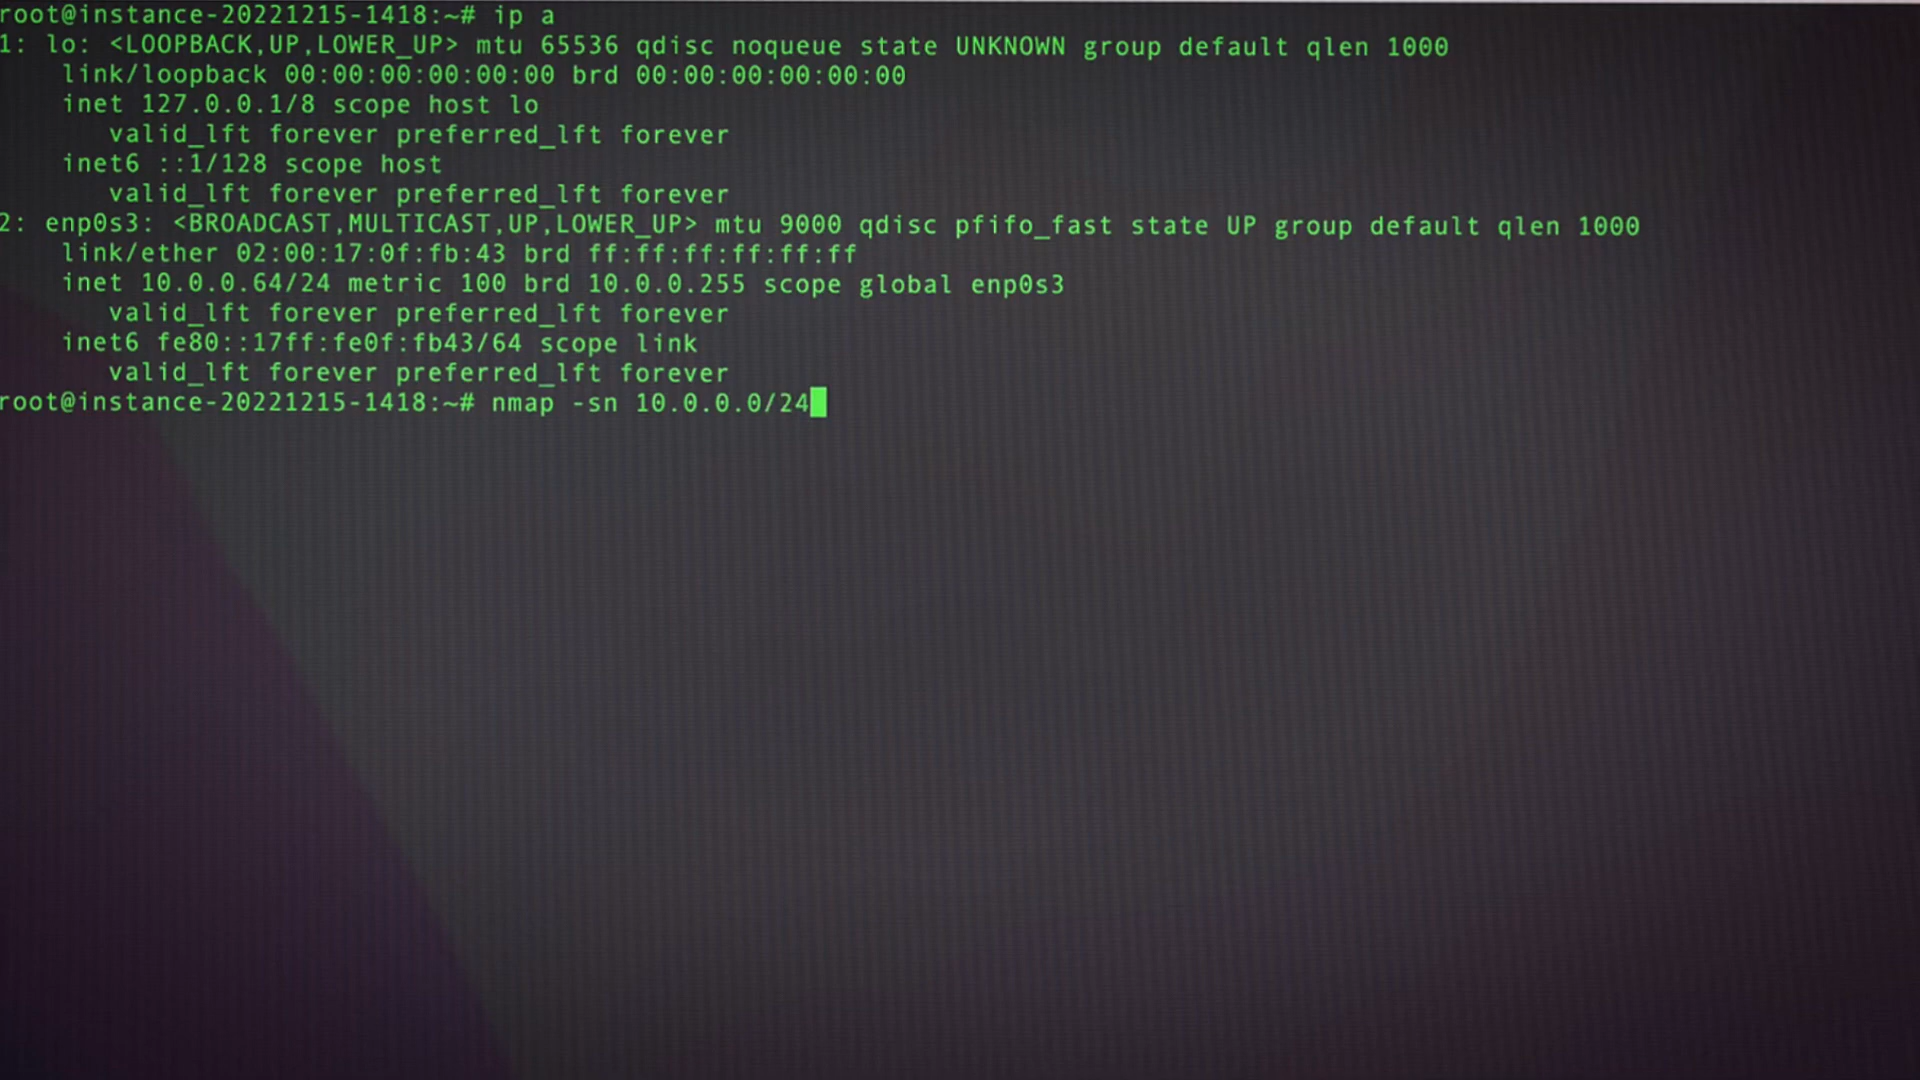 root@instance-20221215-1418:~# ip a
1: lo: <LOOPBACK,UP,LOWER_UP> mtu 65536 qdisc noqueue state UNKNOWN group default qlen 1000
    link/loopback 00:00:00:00:00:00 brd 00:00:00:00:00:00
    inet 127.0.0.1/8 scope host lo
       valid_lft forever preferred_lft forever
    inet6 ::1/128 scope host
       valid_lft forever preferred_lft forever
2: enp0s3: <BROADCAST,MULTICAST,UP,LOWER_UP> mtu 9000 qdisc pfifo_fast state UP group default qlen 1000
    link/ether 02:00:17:0f:fb:43 brd ff:ff:ff:ff:ff:ff
    inet 10.0.0.64/24 metric 100 brd 10.0.0.255 scope global enp0s3
       valid_lft forever preferred_lft forever
    inet6 fe80::17ff:fe0f:fb43/64 scope link
       valid_lft forever preferred_lft forever
root@instance-20221215-1418:~# nmap -sn 10.0.0.0/24